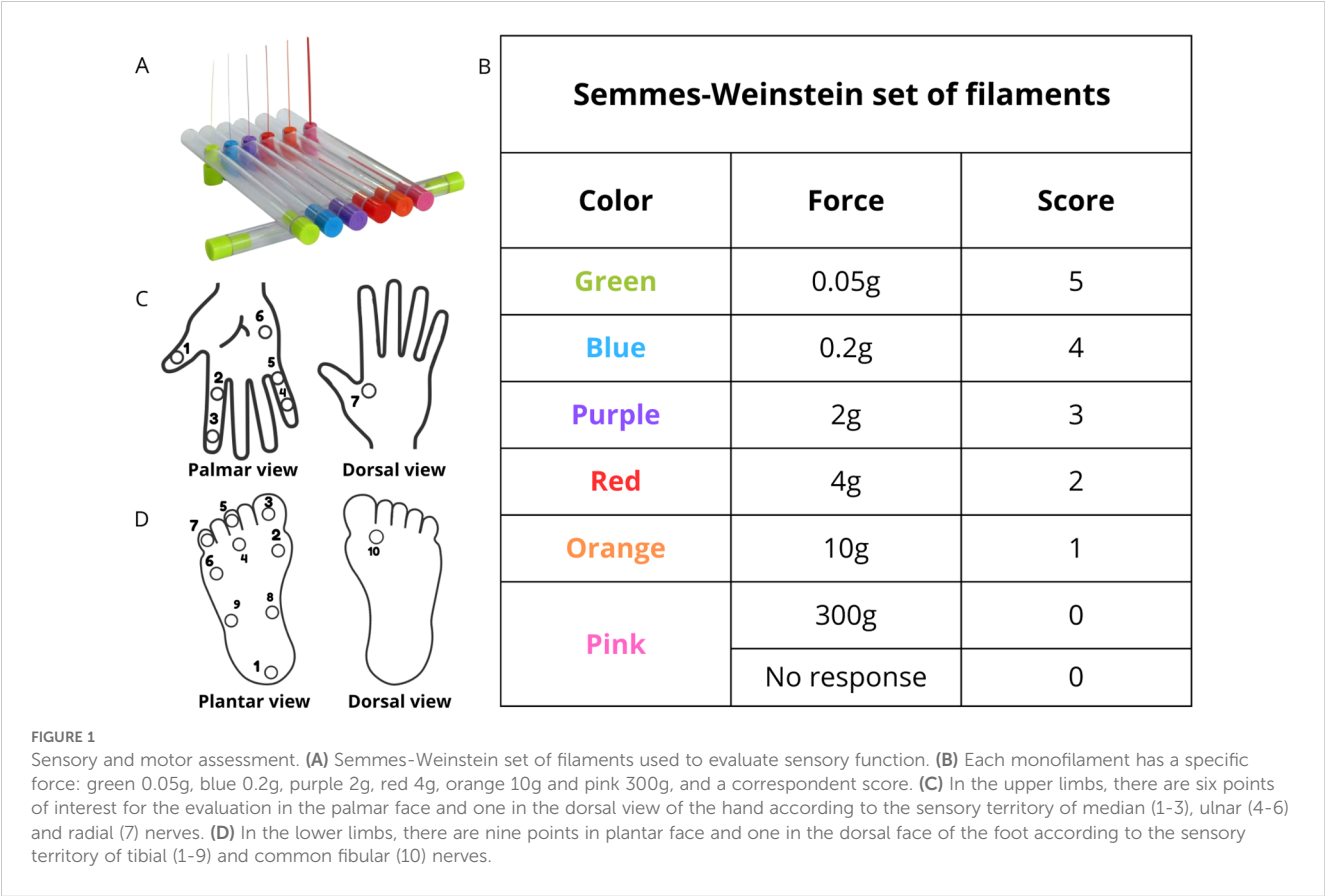 A
B
Semmes-Weinstein set of filaments
Color Force Score
Green 0.05g 5
Blue 0.2g 4
Purple 2g 3
Red 4g 2
Orange 10g 1
Pink 300g 0
No response 0
C
1
2
3
4
5
6
7
Palmar view Dorsal view
D
7
5
3
6
4
2
9
8
1
10
Plantar view Dorsal view
FIGURE 1
Sensory and motor assessment. (A) Semmes-Weinstein set of filaments used to evaluate sensory function. (B) Each monofilament has a specific
force: green 0.05g, blue 0.2g, purple 2g, red 4g, orange 10g and pink 300g, and a correspondent score. (C) In the upper limbs, there are six points
of interest for the evaluation in the palmar face and one in the dorsal view of the hand according to the sensory territory of median (1-3), ulnar (4-6)
and radial (7) nerves. (D) In the lower limbs, there are nine points in plantar face and one in the dorsal face of the foot according to the sensory
territory of tibial (1-9) and common fibular (10) nerves.